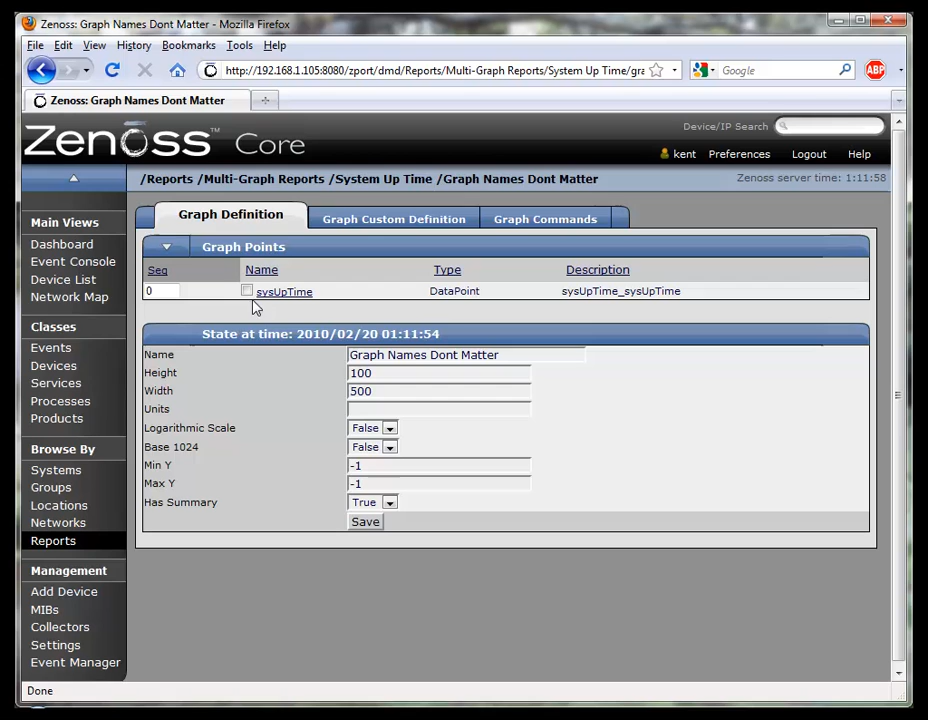 Zenoss: Graph Names Dont Matter - Mozilla Firefox
File Edit View History Bookmarks Tools Help
http://192.168.1.105:8080/zport/dmd/Reports/Multi-Graph Reports/System Up Time/gra
Google
ABP
Zenoss: Graph Names Dont Matter
Zenoss™ Core
Device/IP Search
kent Preferences Logout Help
/Reports /Multi-Graph Reports /System Up Time /Graph Names Dont Matter
Zenoss server time: 1:11:58
Main Views
Dashboard
Event Console
Device List
Network Map
Classes
Events
Devices
Services
Processes
Products
Browse By
Systems
Groups
Locations
Networks
Reports
Management
Add Device
MIBs
Collectors
Settings
Event Manager
Graph Definition Graph Custom Definition Graph Commands
Graph Points
Seq Name Type Description
0 sysUpTime DataPoint sysUpTime_sysUpTime
State at time: 2010/02/20 01:11:54
Name Graph Names Dont Matter
Height 100
Width 500
Units
Logarithmic Scale False
Base 1024 False
Min Y -1
Max Y -1
Has Summary True
Save
Done